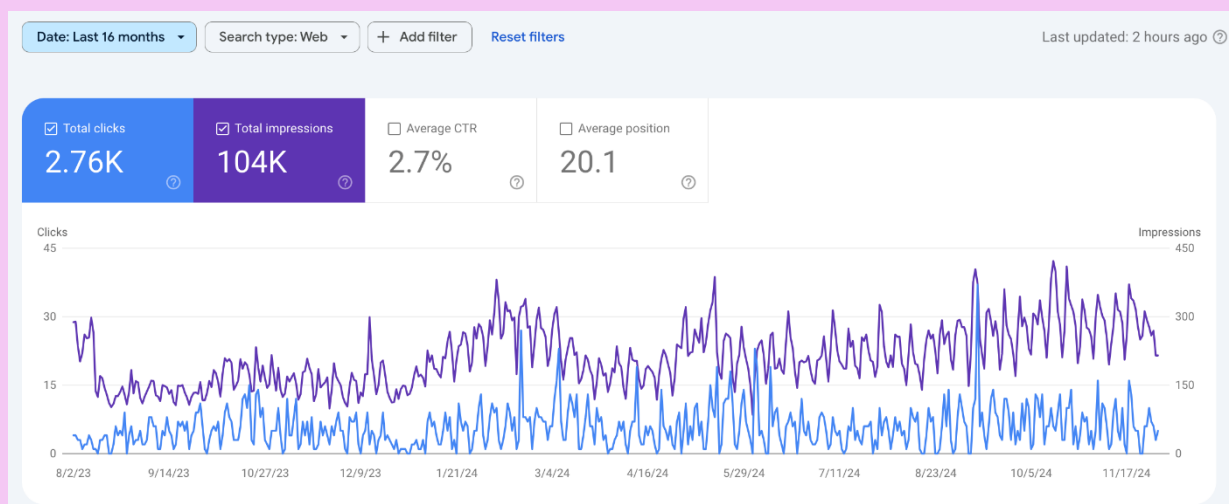 Date: Last 16 months Search type: Web + Add filter Reset filters Last updated: 2 hours ago
Total clicks Total impressions Average CTR Average position
2.76K 104K 2.7% 20.1
Clicks Impressions
45 450
30 300
15 150
0 0
8/2/23 9/14/23 10/27/23 12/9/23 1/21/24 3/4/24 4/16/24 5/29/24 7/11/24 8/23/24 10/5/24 11/17/24